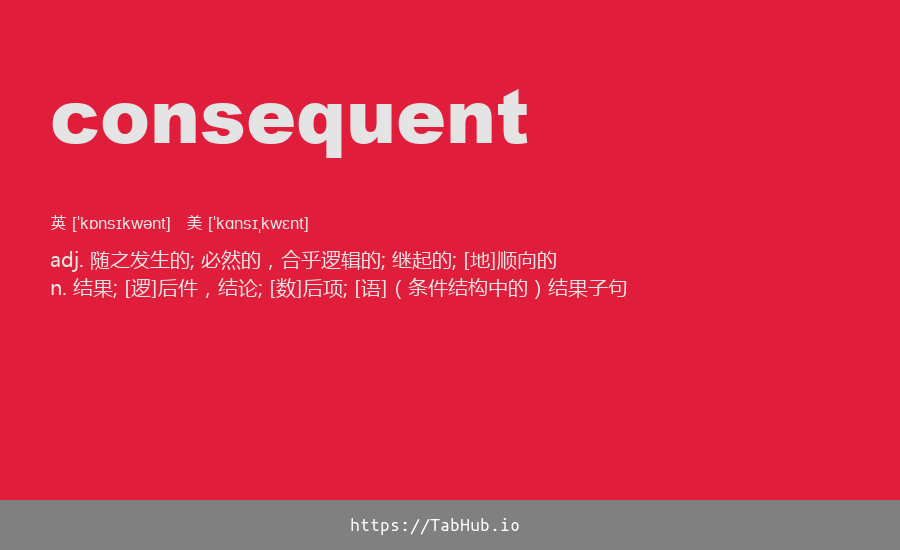 consequent
英 ['kɒnsɪkwənt] 美 ['kɑnsɪˌkwɛnt]
adj. 随之发生的; 必然的，合乎逻辑的; 继起的; [地]顺向的
n. 结果; [逻]后件，结论; [数]后项; [语]（条件结构中的）结果子句
https://TabHub.io